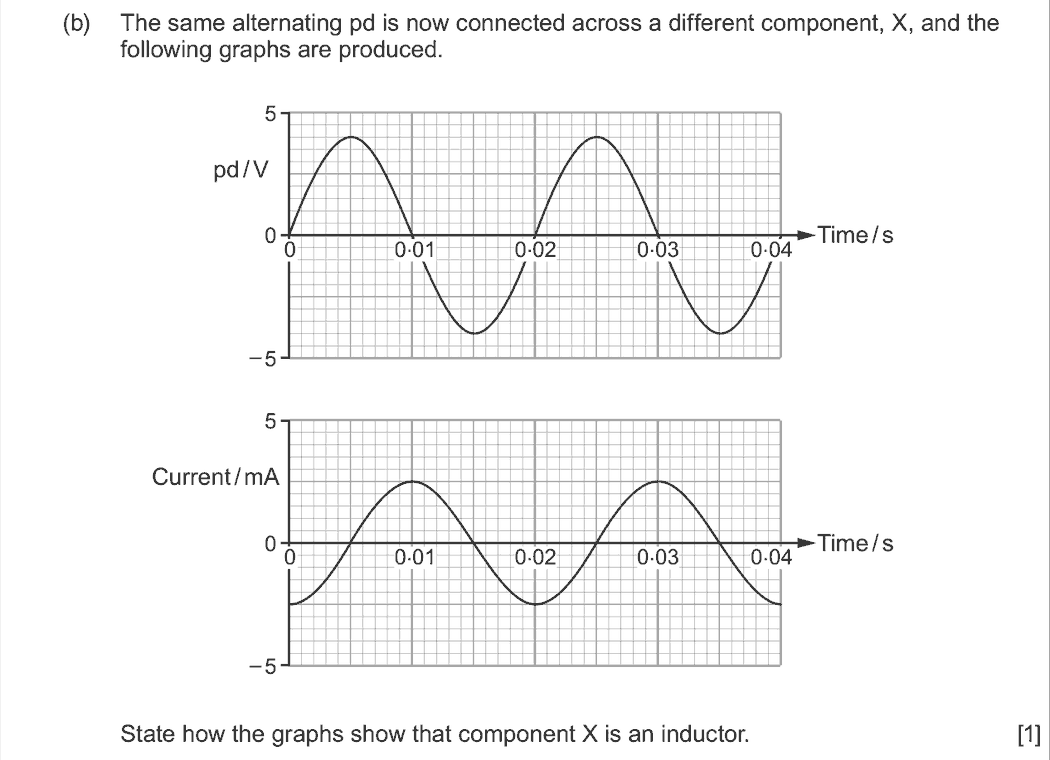 (b) The same alternating pd is now connected across a different component, X, and the
following graphs are produced.
5
pd/V
0
0 0·01 0·02 0·03 0·04 Time/s
−5
5
Current/mA
0
0 0·01 0·02 0·03 0·04 Time/s
−5
State how the graphs show that component X is an inductor. [1]